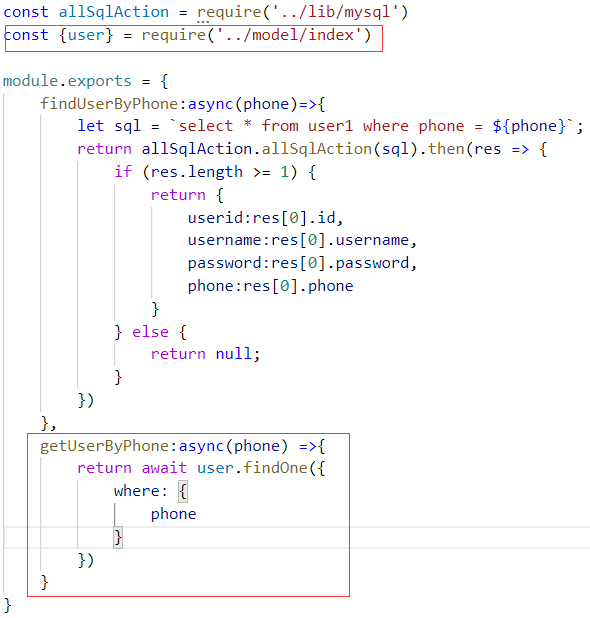 const allSqlAction = require('../lib/mysql')
const {user} = require('../model/index')
module.exports = {
findUserByPhone:async(phone)=>{
let sql = `select * from user1 where phone = ${phone}`;
return allSqlAction.allSqlAction(sql).then(res => {
if (res.length >= 1) {
return {
userid:res[0].id,
username:res[0].username,
password:res[0].password,
phone:res[0].phone
}
} else {
return null;
}
})
},
getUserByPhone:async(phone) =>{
return await user.findOne({
where: {
phone
}
})
}
}